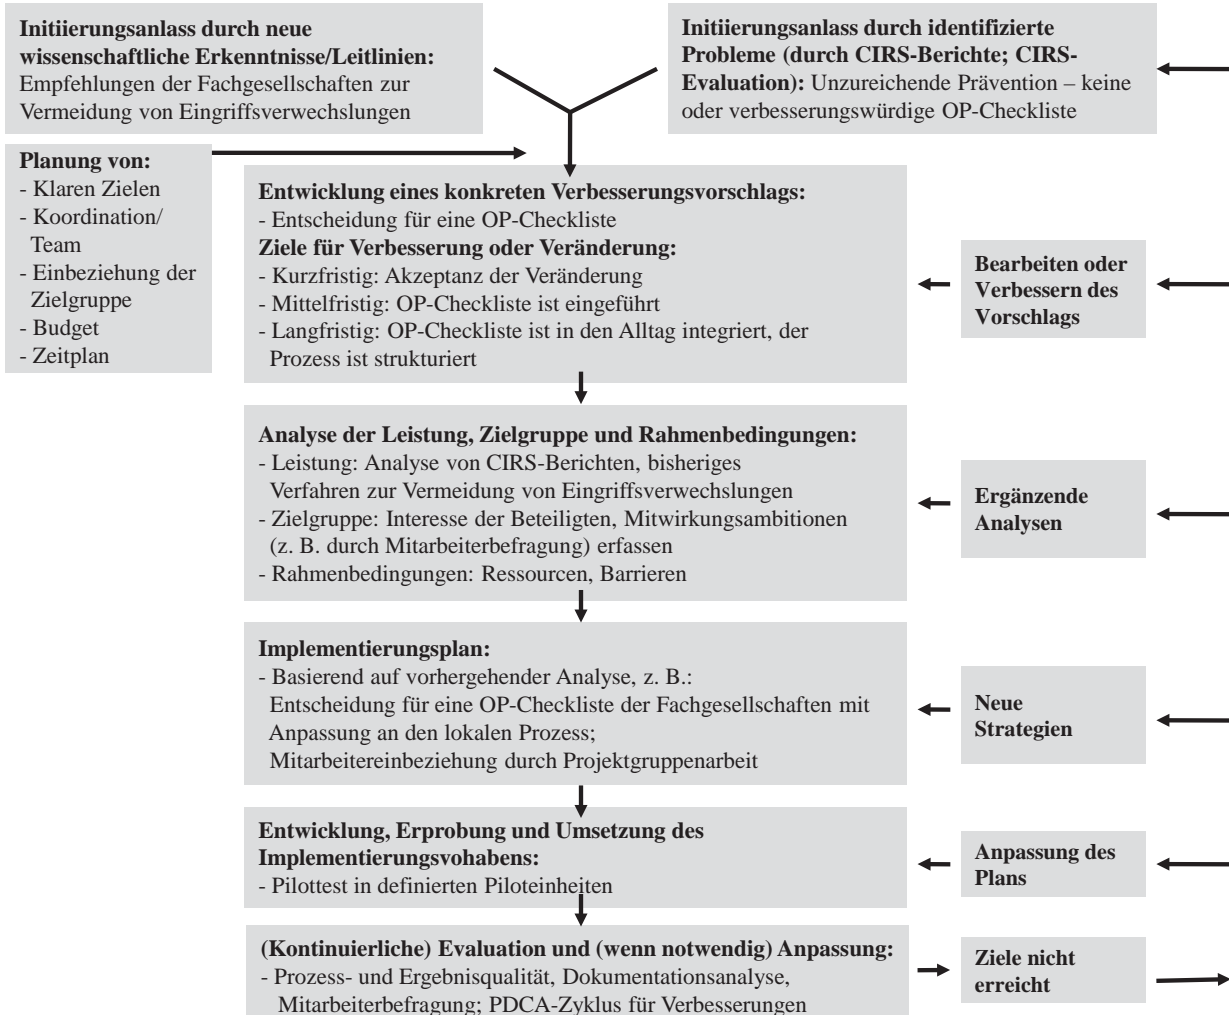 Initiierungsanlass durch neue
wissenschaftliche Erkenntnisse/Leitlinien:
Empfehlungen der Fachgesellschaften zur
Vermeidung von Eingriffsverwechslungen
Initiierungsanlass durch identifizierte
Probleme (durch CIRS-Berichte; CIRS-
Evaluation): Unzureichende Prävention – keine
oder verbesserungswürdige OP-Checkliste
Planung von:
- Klaren Zielen
- Koordination/
Team
- Einbeziehung der
Zielgruppe
- Budget
- Zeitplan
Entwicklung eines konkreten Verbesserungsvorschlags:
- Entscheidung für eine OP-Checkliste
Ziele für Verbesserung oder Veränderung:
- Kurzfristig: Akzeptanz der Veränderung
- Mittelfristig: OP-Checkliste ist eingeführt
- Langfristig: OP-Checkliste ist in den Alltag integriert, der
Prozess ist strukturiert
Bearbeiten oder
Verbessern des
Vorschlags
Analyse der Leistung, Zielgruppe und Rahmenbedingungen:
- Leistung: Analyse von CIRS-Berichten, bisheriges
Verfahren zur Vermeidung von Eingriffsverwechslungen
- Zielgruppe: Interesse der Beteiligten, Mitwirkungsambitionen
(z. B. durch Mitarbeiterbefragung) erfassen
- Rahmenbedingungen: Ressourcen, Barrieren
Ergänzende
Analysen
Implementierungsplan:
- Basierend auf vorhergehender Analyse, z. B.:
Entscheidung für eine OP-Checkliste der Fachgesellschaften mit
Anpassung an den lokalen Prozess;
Mitarbeitereinbeziehung durch Projektgruppenarbeit
Neue
Strategien
Entwicklung, Erprobung und Umsetzung des
Implementierungsvohabens:
- Pilottest in definierten Piloteinheiten
Anpassung des
Plans
(Kontinuierliche) Evaluation und (wenn notwendig) Anpassung:
- Prozess- und Ergebnisqualität, Dokumentationsanalyse,
Mitarbeiterbefragung; PDCA-Zyklus für Verbesserungen
Ziele nicht
erreicht